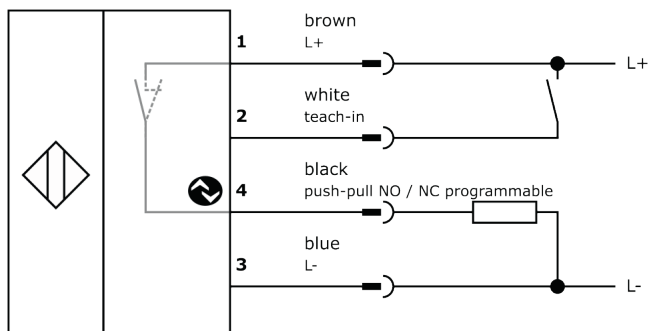 brown
1
L+
L+
white
2
teach-in
black
4
push-pull NO / NC programmable
blue
3
L-
L-